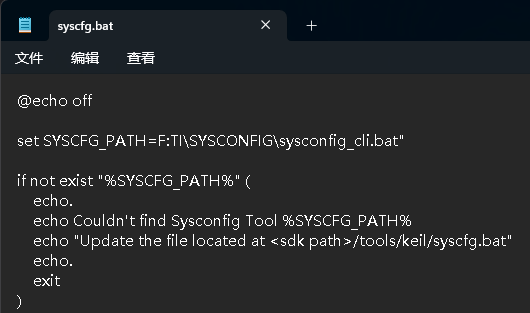 syscfg.bat
文件 编辑 查看
@echo off
set SYSCFG_PATH=F:TI\SYSCONFIG\sysconfig_cli.bat"
if not exist "%SYSCFG_PATH%" (
echo.
echo Couldn't find Sysconfig Tool %SYSCFG_PATH%
echo "Update the file located at <sdk path>/tools/keil/syscfg.bat"
echo.
exit
)